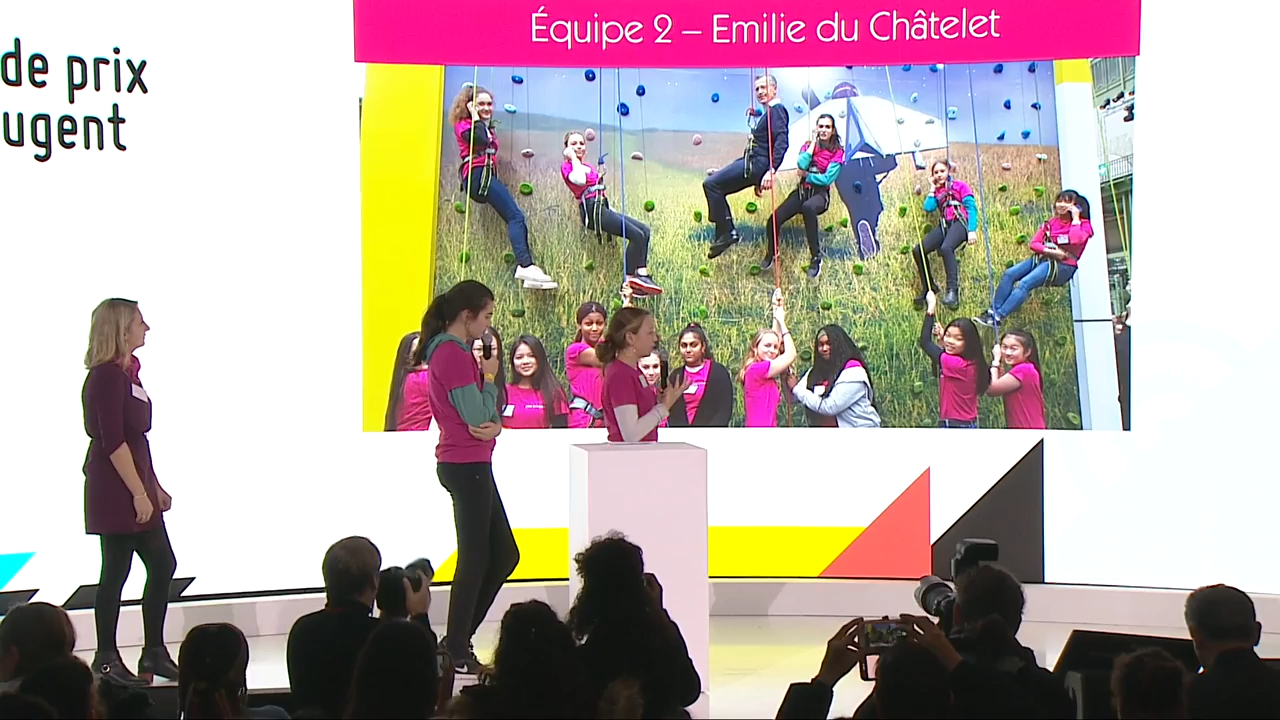 Équipe 2 – Emilie du Châtelet
de prix
ugent